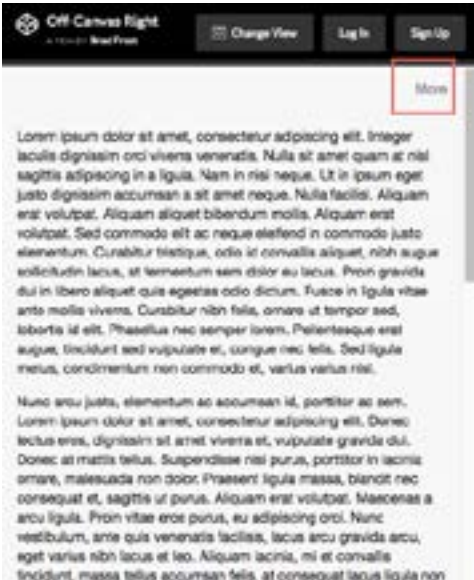 Off-Canvas Right
A PEN BY Brad Frost
Change View
Log In
Sign Up
More
Lorem ipsum dolor sit amet, consectetur adipiscing elit. Integer
iaculis dignissim orci viverra venenatis. Nulla sit amet quam at nisl
sagittis adipiscing in a ligula. Nam in nisi neque. Ut in ipsum eget
justo dignissim accumsan a sit amet neque. Nulla facilisi. Aliquam
erat volutpat. Aliquam aliquet bibendum mollis. Aliquam erat
volutpat. Sed commodo elit ac neque eleifend in commodo justo
elementum. Curabitur tristique, odio id convallis aliquet, nibh augue
sollicitudin lacus, at fermentum sem dolor eu lacus. Proin gravida
dui in libero aliquet quis egestas odio dictum. Fusce in ligula vitae
ante mollis viverra. Curabitur nibh felis, ornare ut tempor sed,
lobortis id elit. Phasellus nec semper lorem. Pellentesque erat
augue, tincidunt sed vulputate et, congue nec felis. Sed ligula
metus, condimentum non commodo et, varius varius nisl.
Nunc arcu justo, elementum ac accumsan id, porttitor ac sem.
Lorem ipsum dolor sit amet, consectetur adipiscing elit. Donec
lectus eros, dignissim sit amet viverra et, vulputate gravida dui.
Donec at mattis tellus. Suspendisse nisl purus, porttitor in lacinia
ornare, malesuada non dolor. Praesent ligula massa, blandit nec
consequat et, sagittis ut purus. Aliquam erat volutpat. Maecenas a
arcu ligula. Proin vitae eros purus, eu adipiscing orci. Nunc
vestibulum, ante quis venenatis facilisis, lacus arcu gravida arcu,
eget varius nibh lacus et leo. Aliquam lacinia, mi et convallis
tincidunt, massa tellus accumsan felis, at consequat lacus ligula non